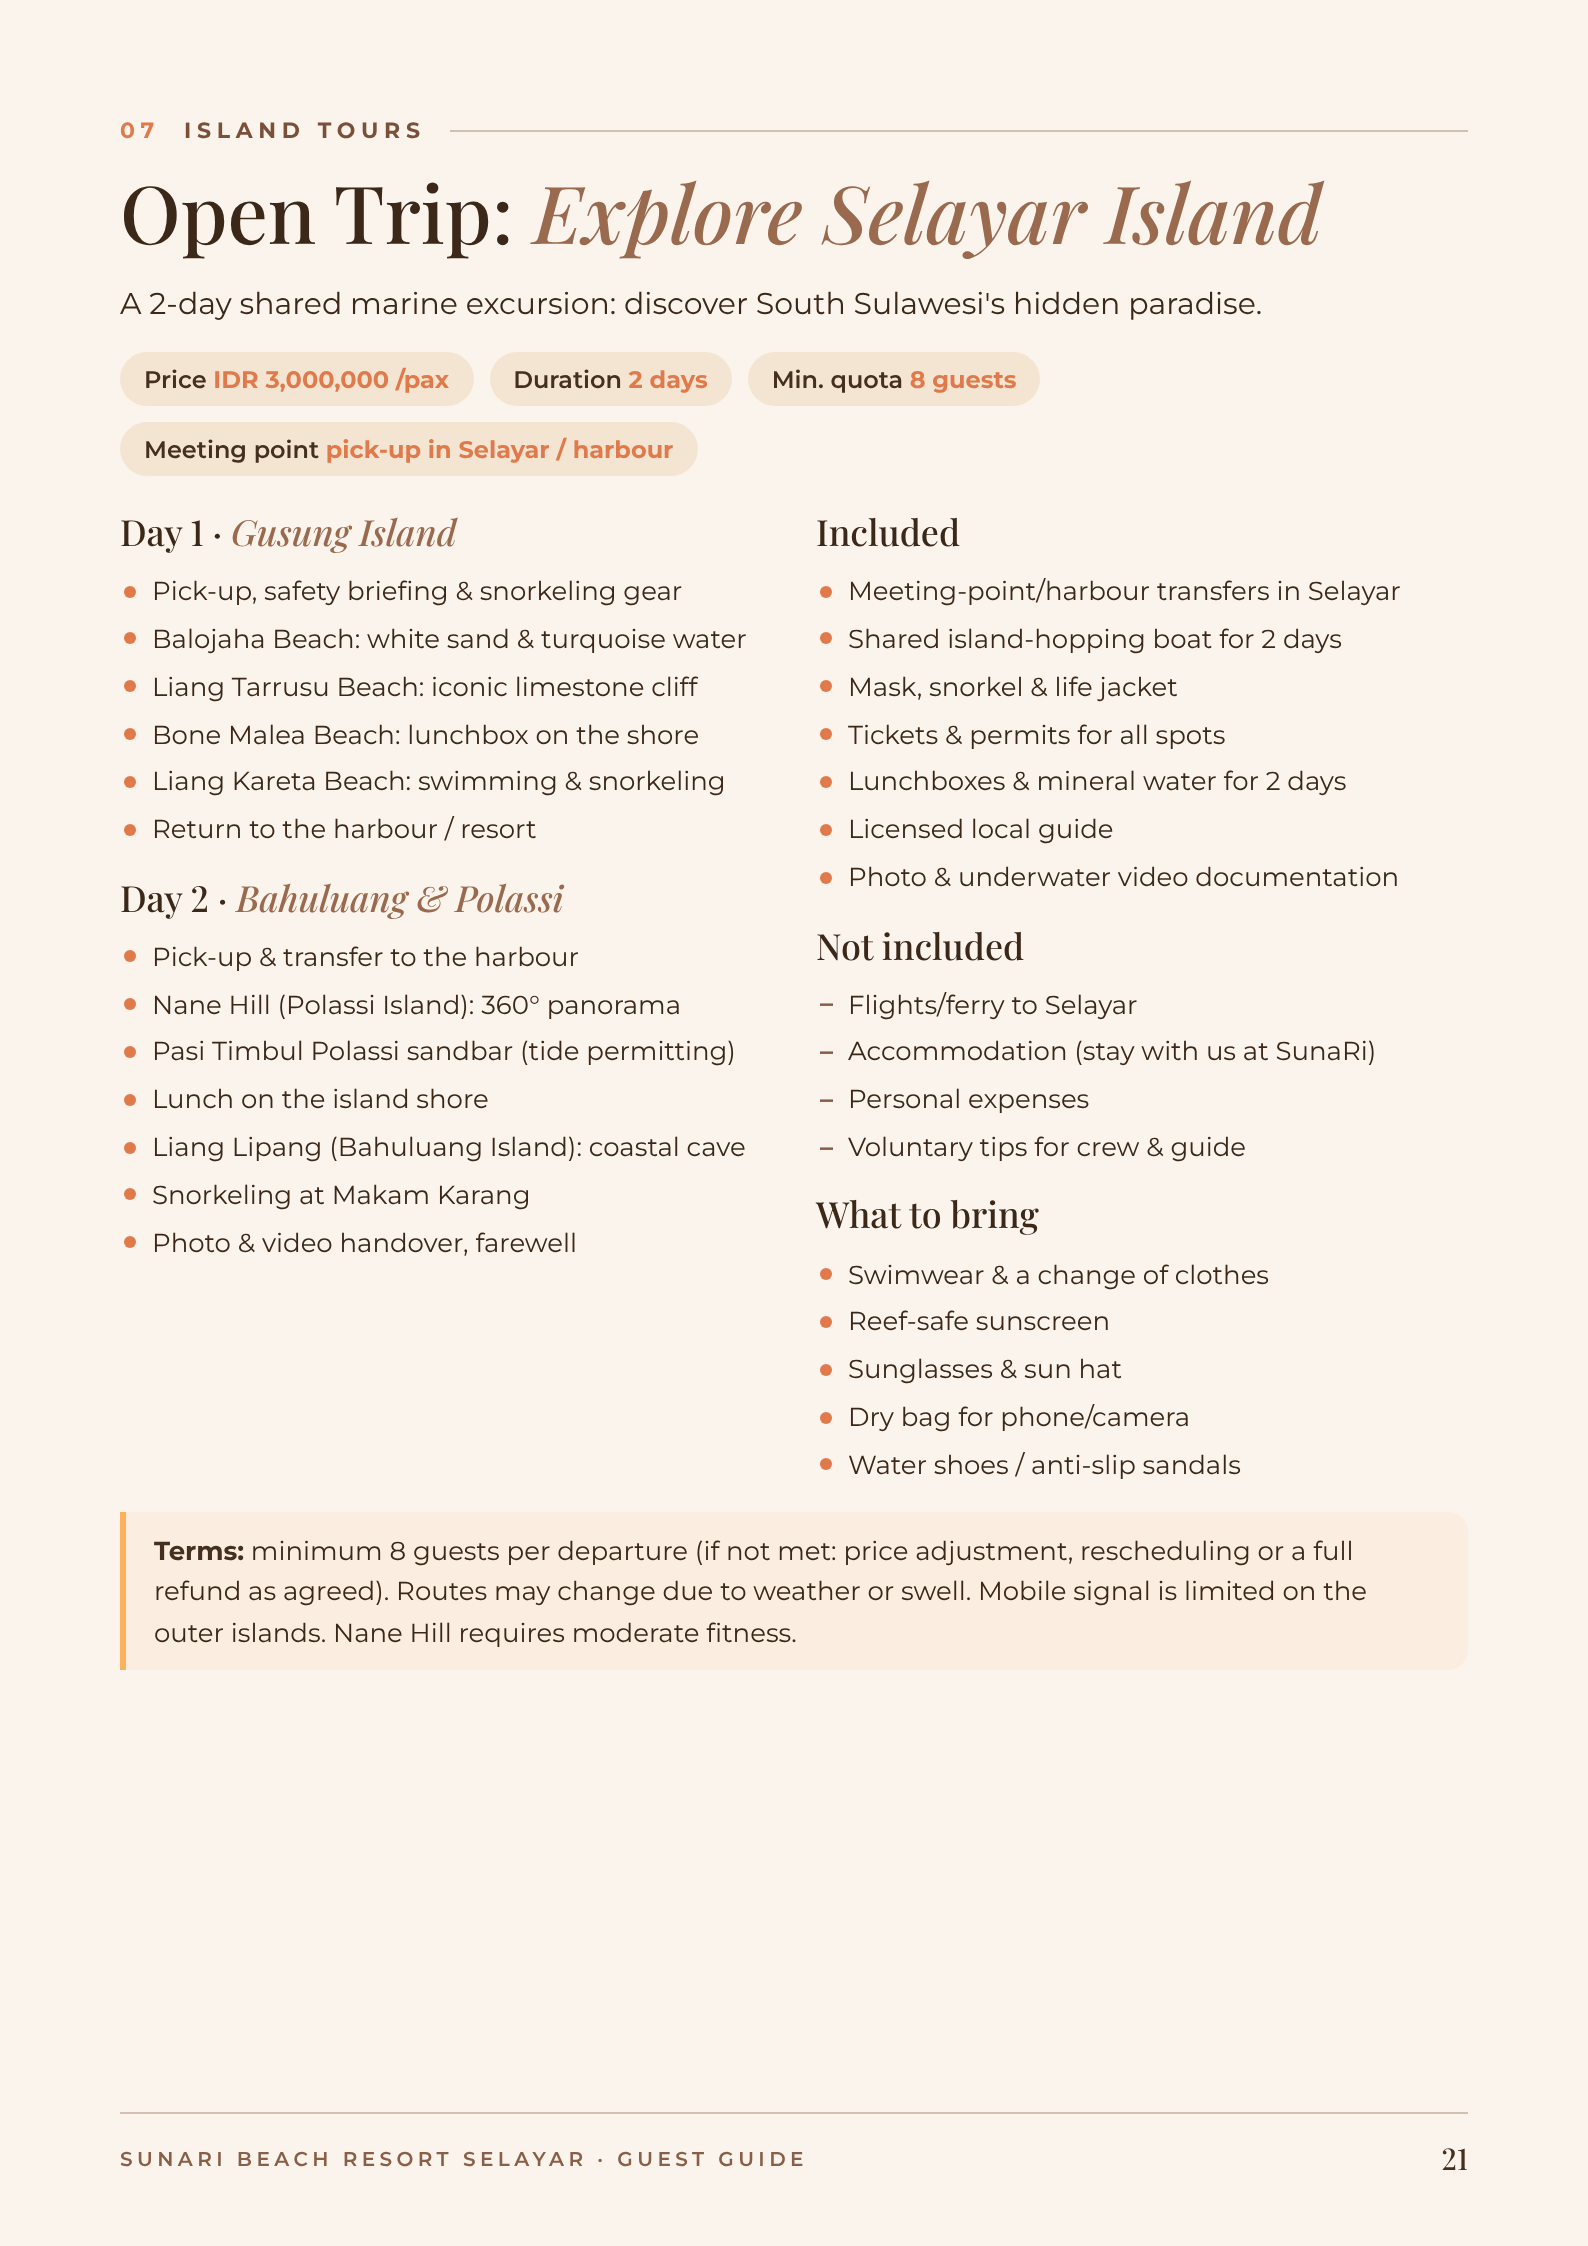 07 ISLAND TOURS
Open Trip: Explore Selayar Island
A 2-day shared marine excursion: discover South Sulawesi's hidden paradise.
Price IDR 3,000,000 /pax
Duration 2 days
Min. quota 8 guests
Meeting point pick-up in Selayar / harbour
Day 1 · Gusung Island
• Pick-up, safety briefing & snorkeling gear
• Balojaha Beach: white sand & turquoise water
• Liang Tarrusu Beach: iconic limestone cliff
• Bone Malea Beach: lunchbox on the shore
• Liang Kareta Beach: swimming & snorkeling
• Return to the harbour / resort
Day 2 · Bahuluang & Polassi
• Pick-up & transfer to the harbour
• Nane Hill (Polassi Island): 360° panorama
• Pasi Timbul Polassi sandbar (tide permitting)
• Lunch on the island shore
• Liang Lipang (Bahuluang Island): coastal cave
• Snorkeling at Makam Karang
• Photo & video handover, farewell
Included
• Meeting-point/harbour transfers in Selayar
• Shared island-hopping boat for 2 days
• Mask, snorkel & life jacket
• Tickets & permits for all spots
• Lunchboxes & mineral water for 2 days
• Licensed local guide
• Photo & underwater video documentation
Not included
– Flights/ferry to Selayar
– Accommodation (stay with us at SunaRi)
– Personal expenses
– Voluntary tips for crew & guide
What to bring
• Swimwear & a change of clothes
• Reef-safe sunscreen
• Sunglasses & sun hat
• Dry bag for phone/camera
• Water shoes / anti-slip sandals
Terms: minimum 8 guests per departure (if not met: price adjustment, rescheduling or a full
refund as agreed). Routes may change due to weather or swell. Mobile signal is limited on the
outer islands. Nane Hill requires moderate fitness.
SUNARI BEACH RESORT SELAYAR · GUEST GUIDE
21